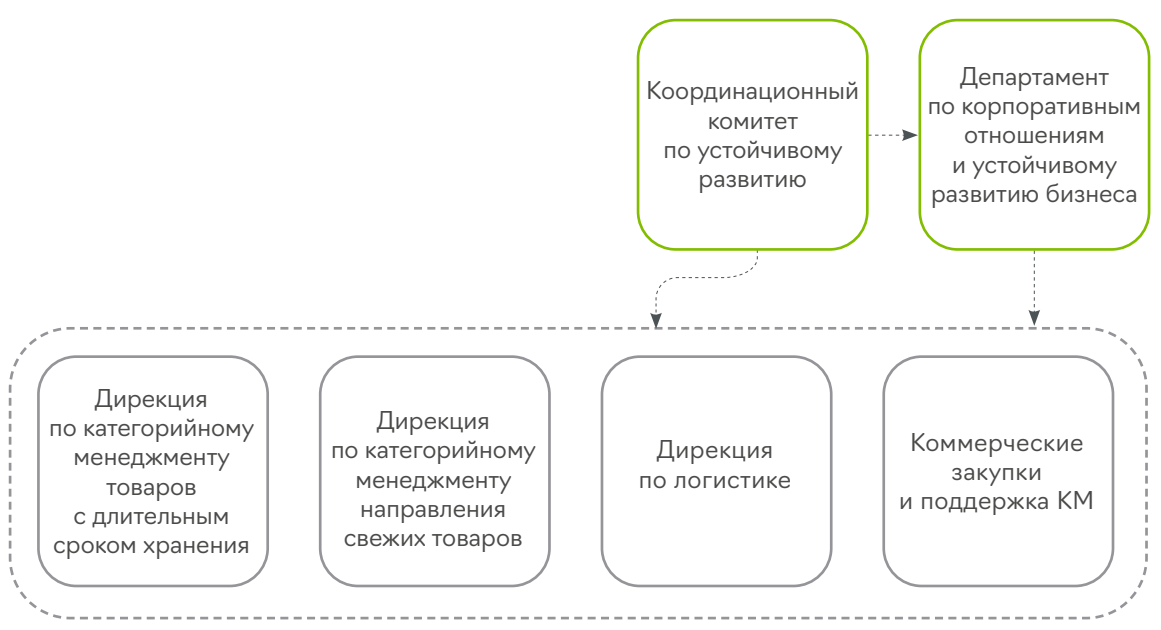 Координационный
комитет
по устойчивому
развитию
Департамент
по корпоративным
отношениям
и устойчивому
развитию бизнеса
Дирекция
по категорийному
менеджменту
товаров
с длительным
сроком хранения
Дирекция
по категорийному
менеджменту
направления
свежих товаров
Дирекция
по логистике
Коммерческие
закупки
и поддержка КМ